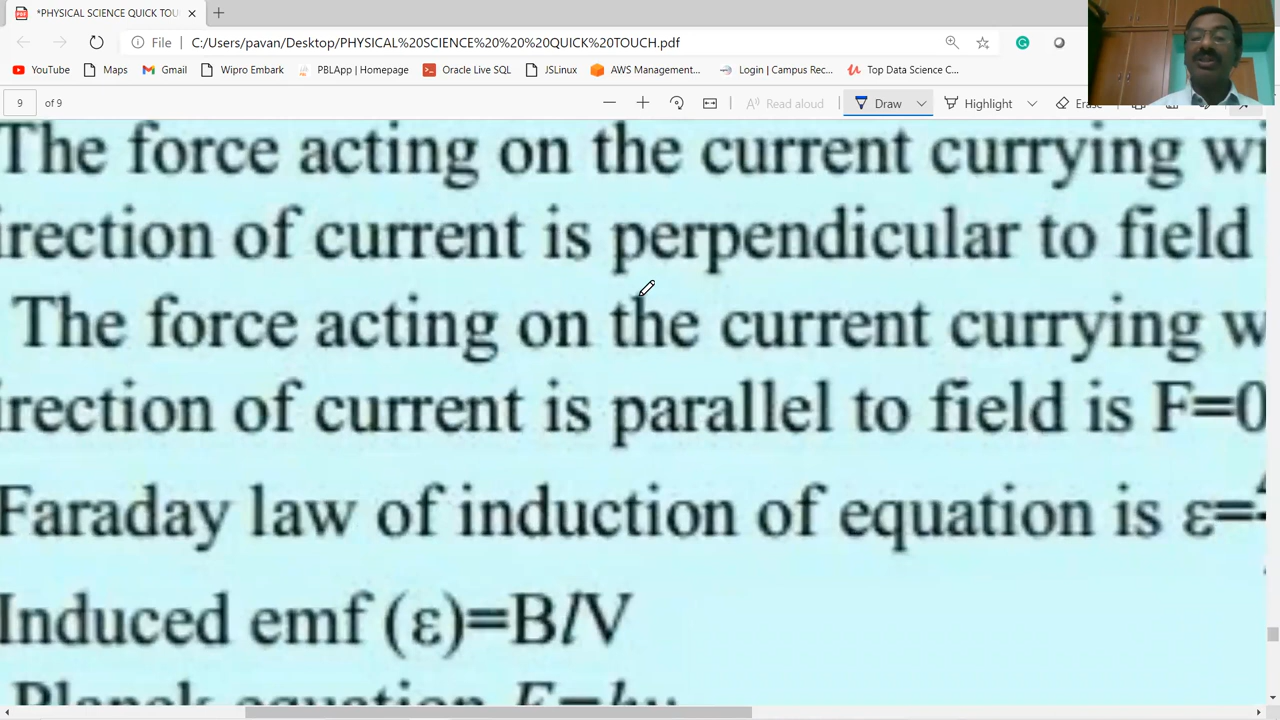 *PHYSICAL SCIENCE QUICK TOU
File C:/Users/pavan/Desktop/PHYSICAL%20SCIENCE%20%20%20QUICK%20TOUCH.pdf
YouTube Maps Gmail Wipro Embark PBLApp | Homepage Oracle Live SQL JSLinux AWS Management... Login | Campus Rec... Top Data Science C...
9 of 9 Read aloud Draw Highlight
The force acting on the current currying
irection of current is perpendicular to field
The force acting on the current currying
irection of current is parallel to field is F=0
Faraday law of induction of equation is ε=
Induced emf (ε)=BlV
Planck equation